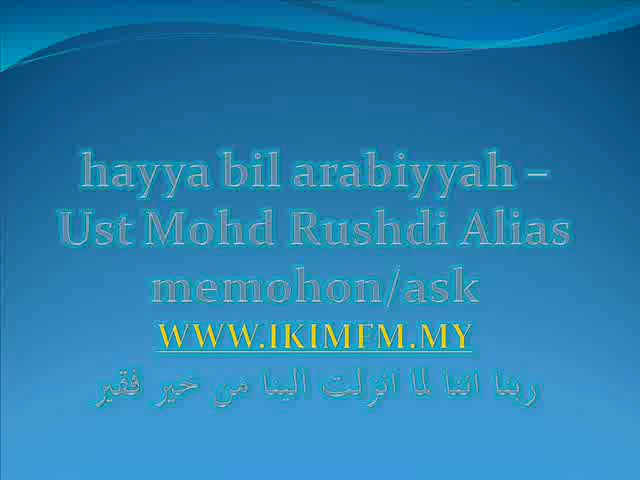 hayya bil arabiyyah –
Ust Mohd Rushdi Alias
memohon/ask
WWW.IKIMFM.MY
ربنا اننا لما انزلت الينا من خير فقير